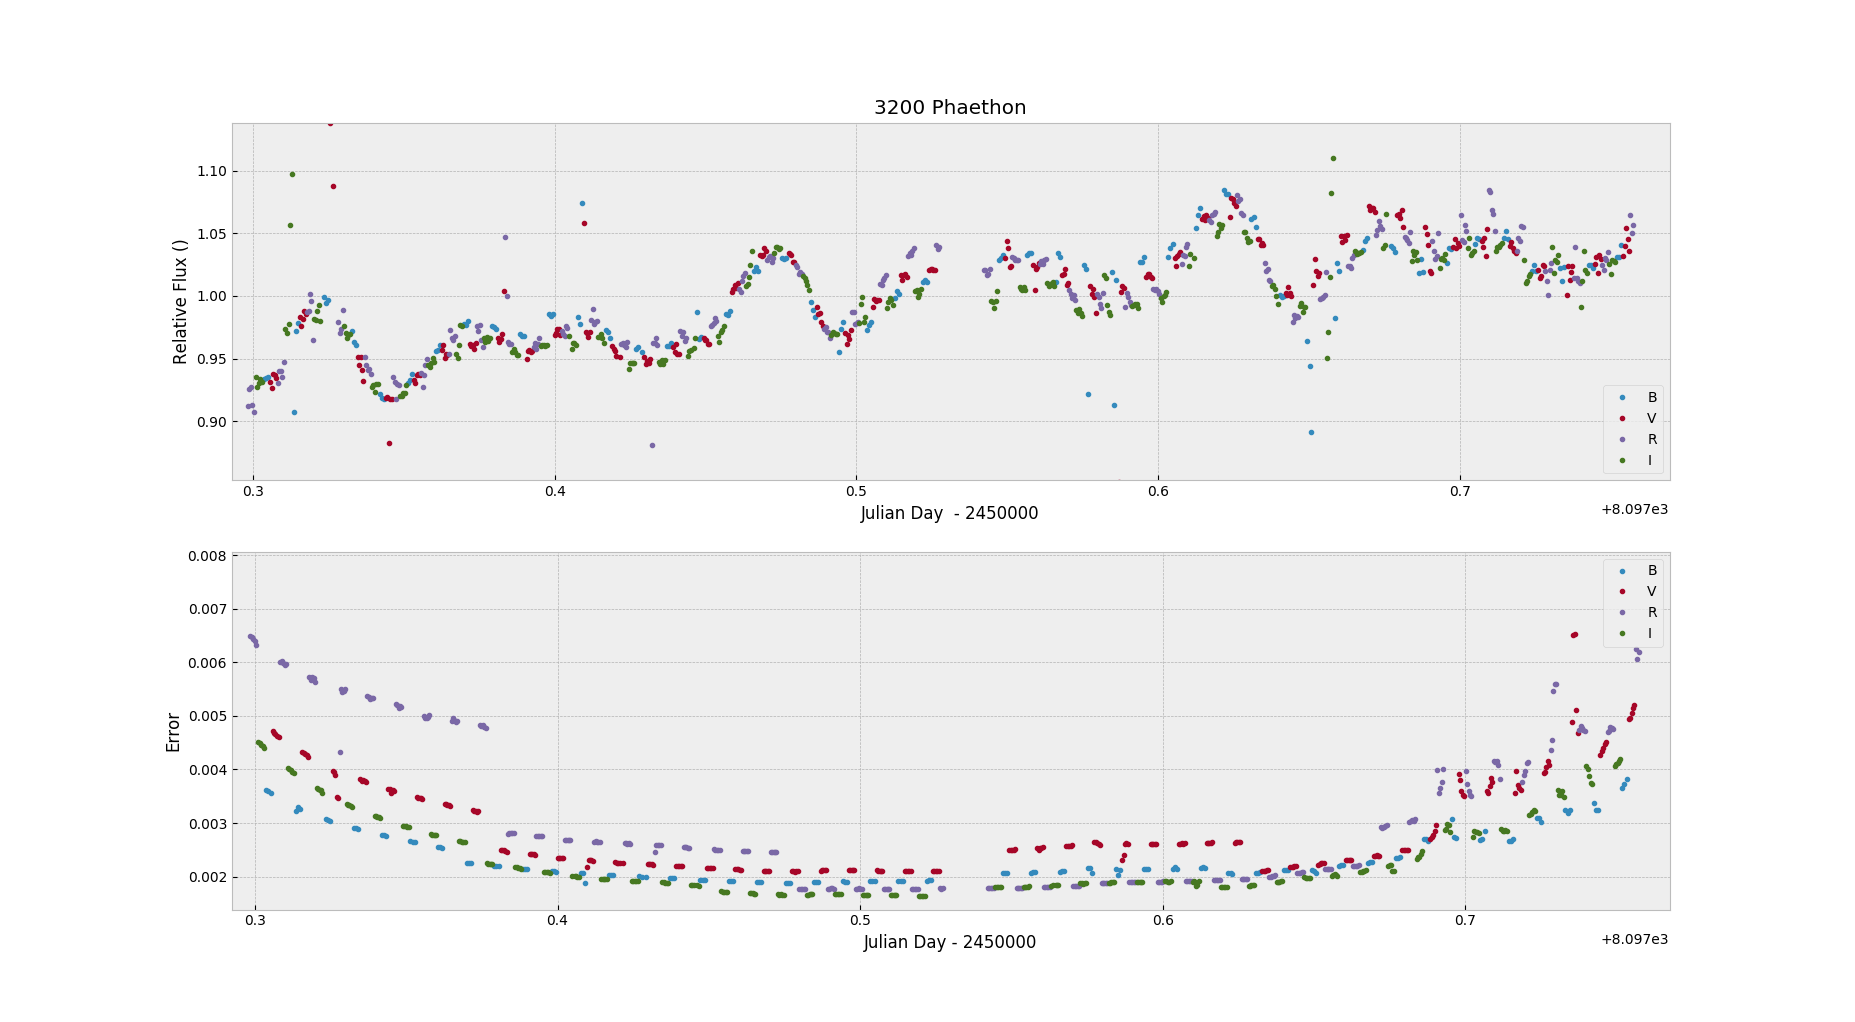 3200 Phaethon
Relative Flux ()
1.10
1.05
1.00
0.95
0.90
B
V
R
I
0.3 0.4 0.5 0.6 0.7
+8.097e3
Julian Day  - 2450000
Error
0.008
0.007
0.006
0.005
0.004
0.003
0.002
B
V
R
I
0.3 0.4 0.5 0.6 0.7
+8.097e3
Julian Day - 2450000